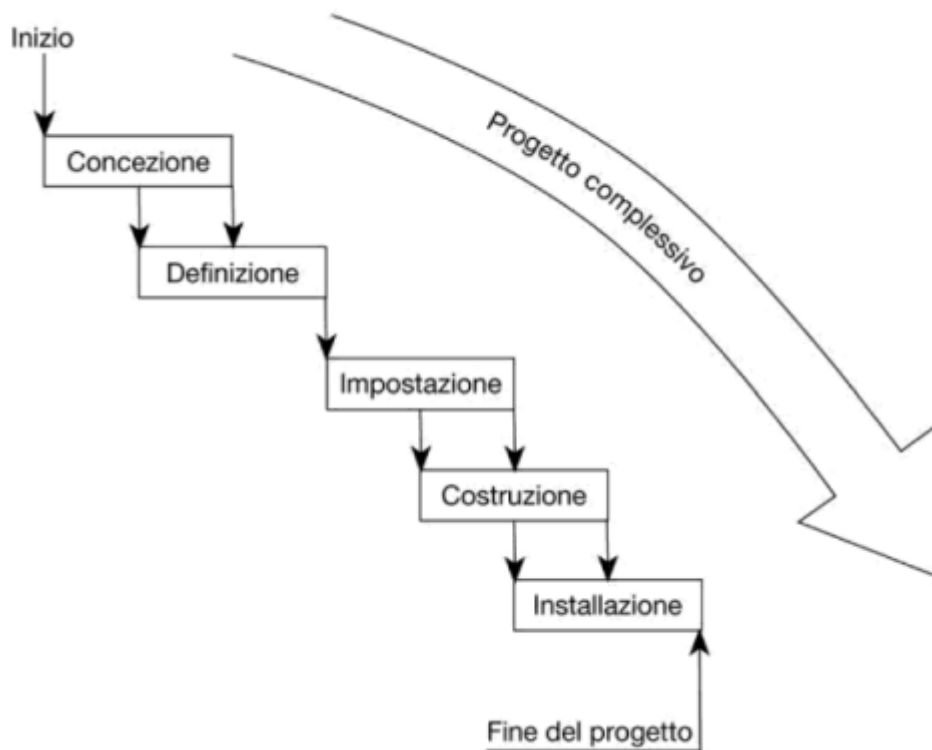 Inizio
Progetto complessivo
Concezione
Definizione
Impostazione
Costruzione
Installazione
Fine del progetto